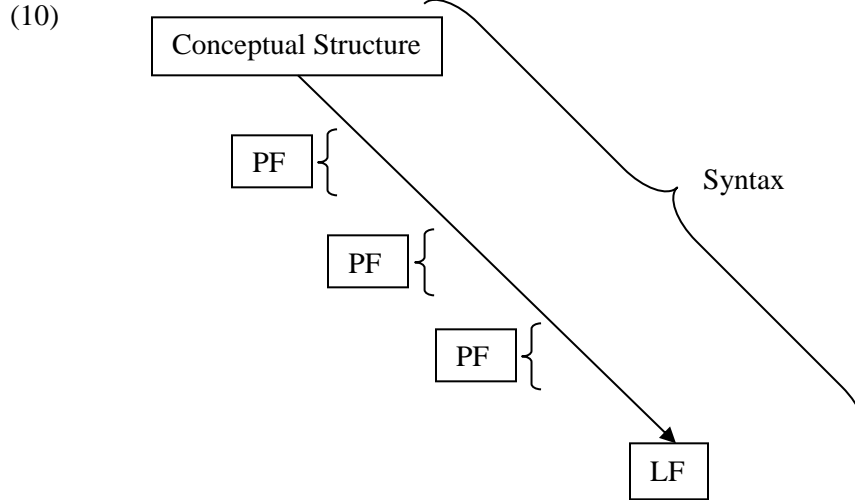 (10)
Conceptual Structure
PF
Syntax
PF
PF
LF